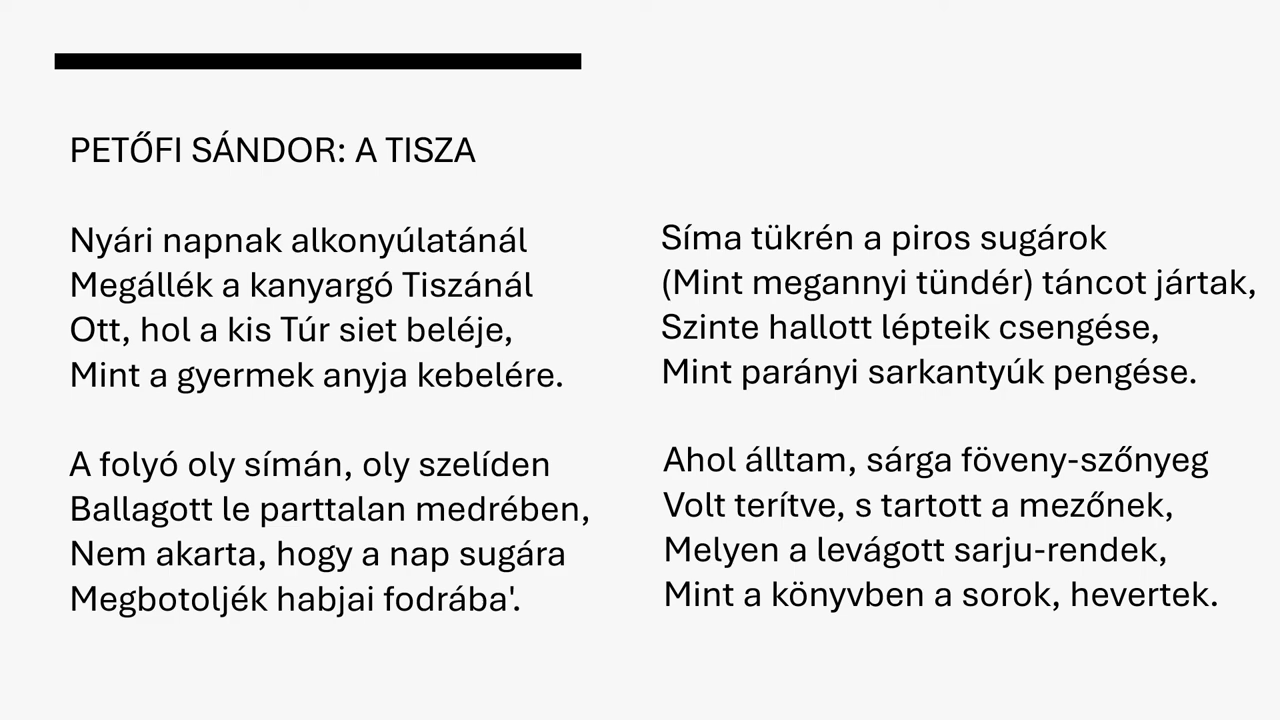 PETŐFI SÁNDOR: A TISZA
Nyári napnak alkonyúlatánál
Megállék a kanyargó Tiszánál
Ott, hol a kis Túr siet beléje,
Mint a gyermek anyja kebelére.
A folyó oly símán, oly szelíden
Ballagott le parttalan medrében,
Nem akarta, hogy a nap sugára
Megbotoljék habjai fodrába'.
Síma tükrén a piros sugárok
(Mint megannyi tündér) táncot jártak,
Szinte hallott lépteik csengése,
Mint parányi sarkantyúk pengése.
Ahol álltam, sárga föveny-szőnyeg
Volt terítve, s tartott a mezőnek,
Melyen a levágott sarju-rendek,
Mint a könyvben a sorok, hevertek.